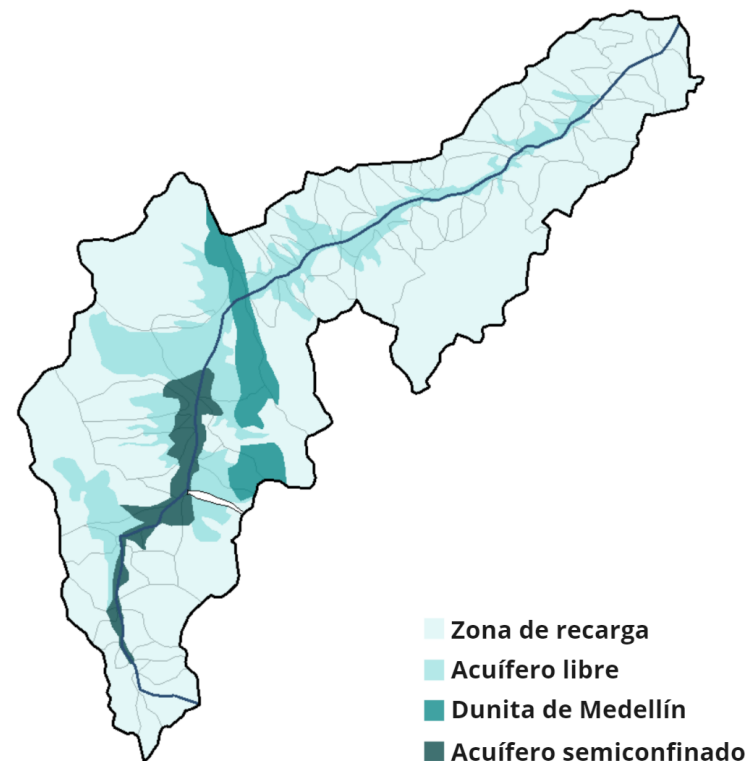 Zona de recarga
Acuífero libre
Dunita de Medellín
Acuífero semiconfinado